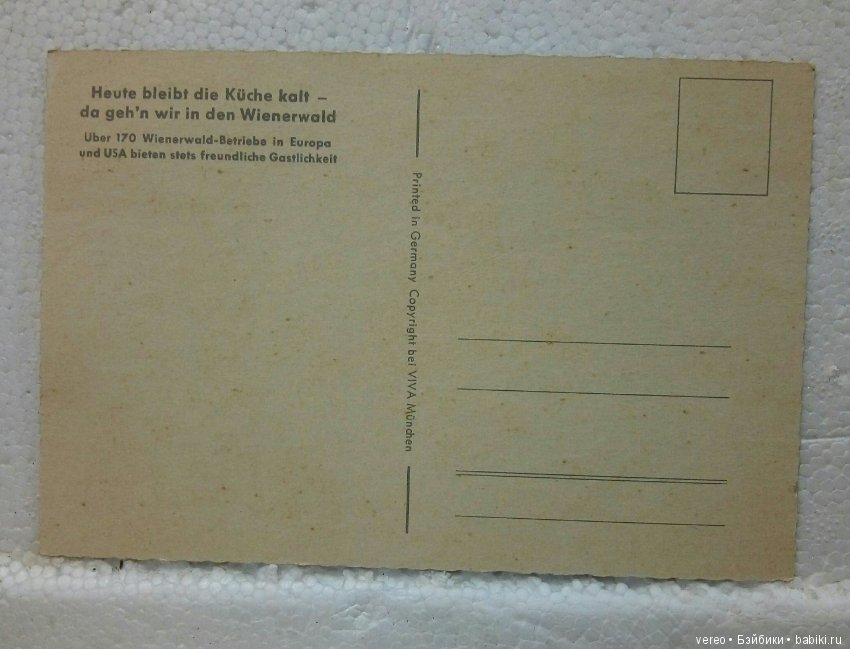 Heute bleibt die Küche kalt –
da geh'n wir in den Wienerwald
Über 170 Wienerwald-Betriebe in Europa
und USA bieten stets freundliche Gastlichkeit
Printed in Germany Copyright bei VIVA München
vereo • Бэйбики • babiki.ru